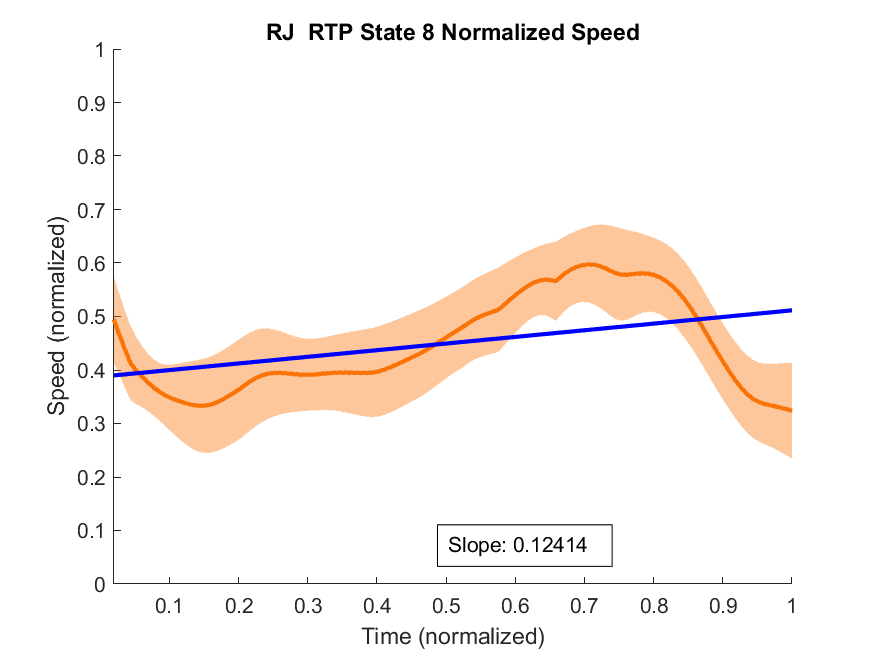 RJ  RTP State 8 Normalized Speed
1
0.9
0.8
0.7
0.6
0.5
0.4
0.3
0.2
0.1
0
Speed (normalized)
Slope: 0.12414
0.1 0.2 0.3 0.4 0.5 0.6 0.7 0.8 0.9 1
Time (normalized)